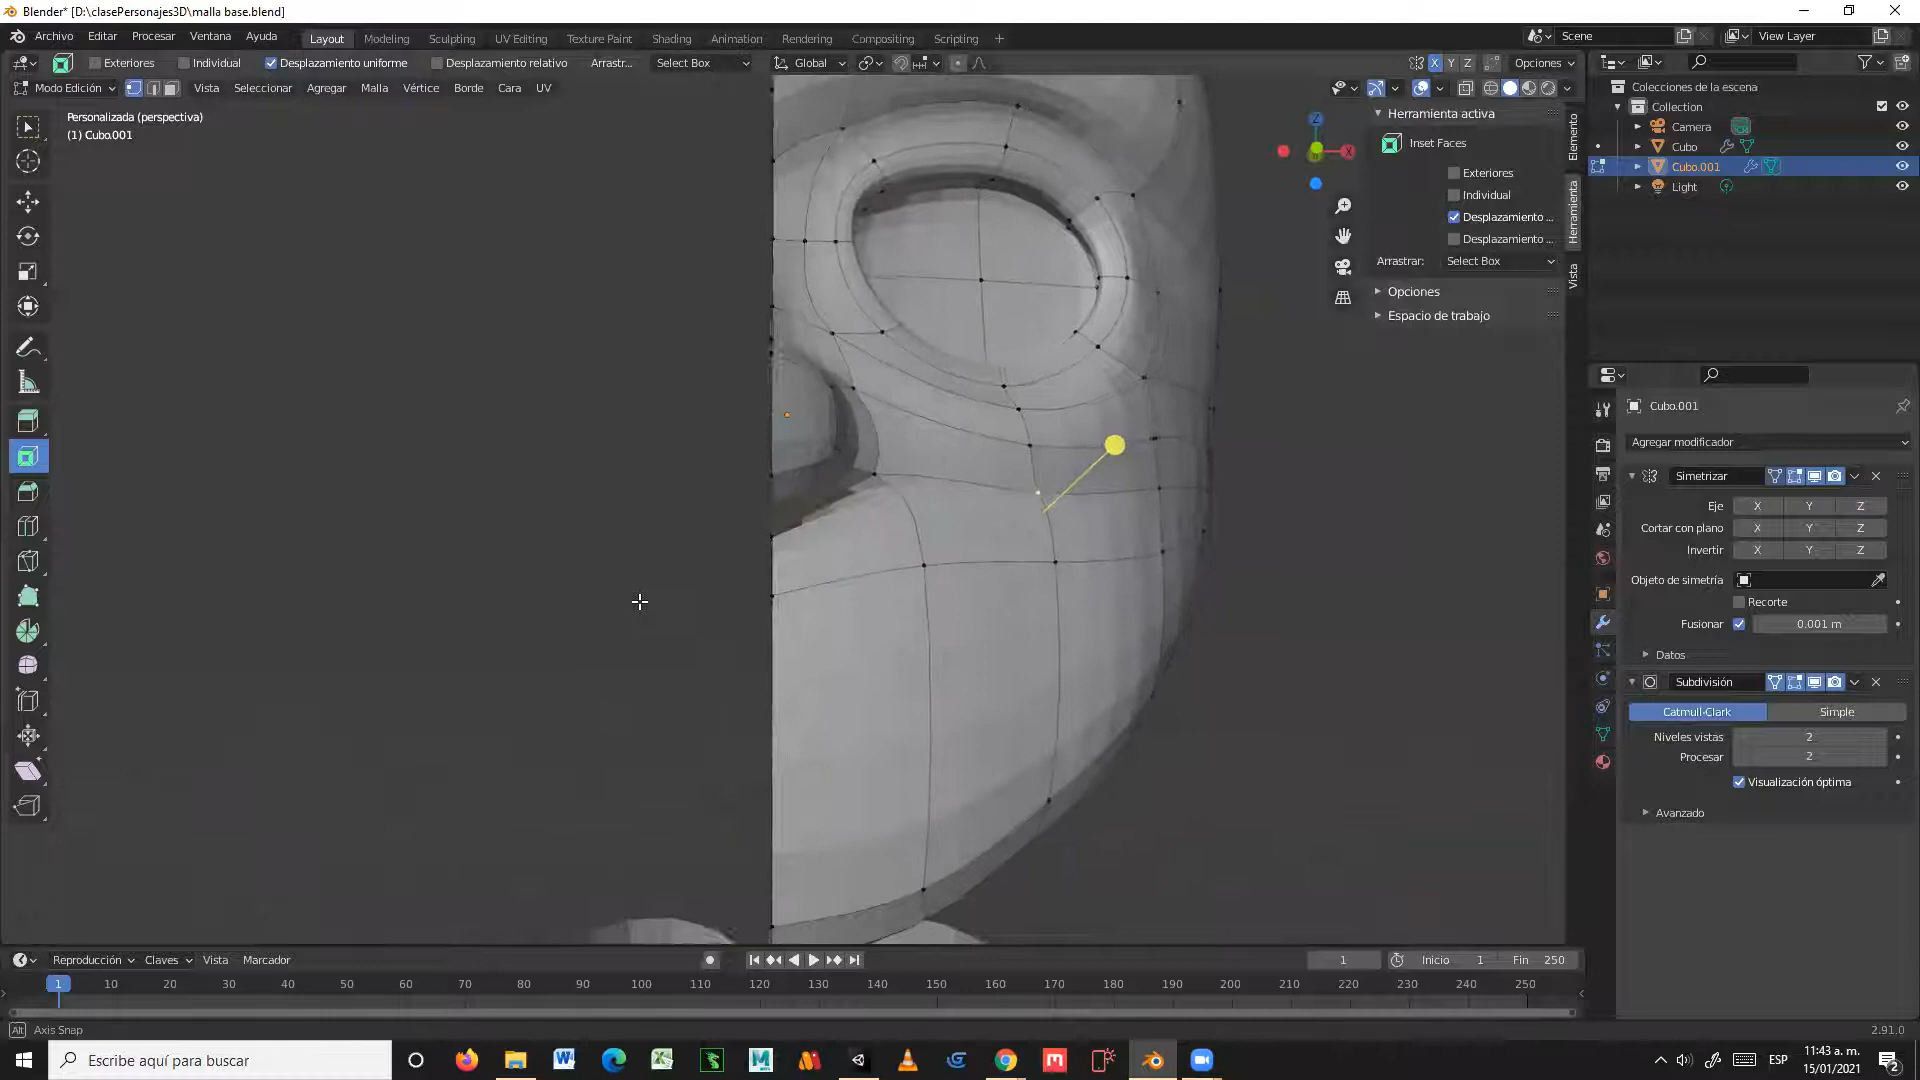 Blender* [D:\clasePersonajes3D\malla base.blend]
Archivo Editar Procesar Ventana Ayuda Layout Modeling Sculpting UV Editing Texture Paint Shading Animation Rendering Compositing Scripting + Scene View Layer
Exteriores Individual Desplazamiento uniforme Desplazamiento relativo Arrastr... Select Box Global X Y Z Opciones
Modo Edición Vista Seleccionar Agregar Malla Vértice Borde Cara UV
Personalizada (perspectiva)
(1) Cubo.001
Z
X
Herramienta activa
Inset Faces
Exteriores
Individual
Desplazamiento ...
Desplazamiento ...
Arrastrar: Select Box
Opciones
Espacio de trabajo
Elemento
Herramienta
Vista
Colecciones de la escena
Collection
Camera
Cubo
Cubo.001
Light
Cubo.001
Agregar modificador
Simetrizar
Eje X Y Z
Cortar con plano X Y Z
Invertir X Y Z
Objeto de simetría
Recorte
Fusionar 0.001 m
Datos
Subdivisión
Catmull-Clark Simple
Niveles vistas 2
Procesar 2
Visualización óptima
Avanzado
Reproducción Claves Vista Marcador 1 Inicio 1 Fin 250
1 10 20 30 40 50 60 70 80 90 100 110 120 130 140 150 160 170 180 190 200 210 220 230 240 250
Alt Axis Snap 2.91.0
Escribe aquí para buscar
ESP
11:43 a. m.
15/01/2021
2